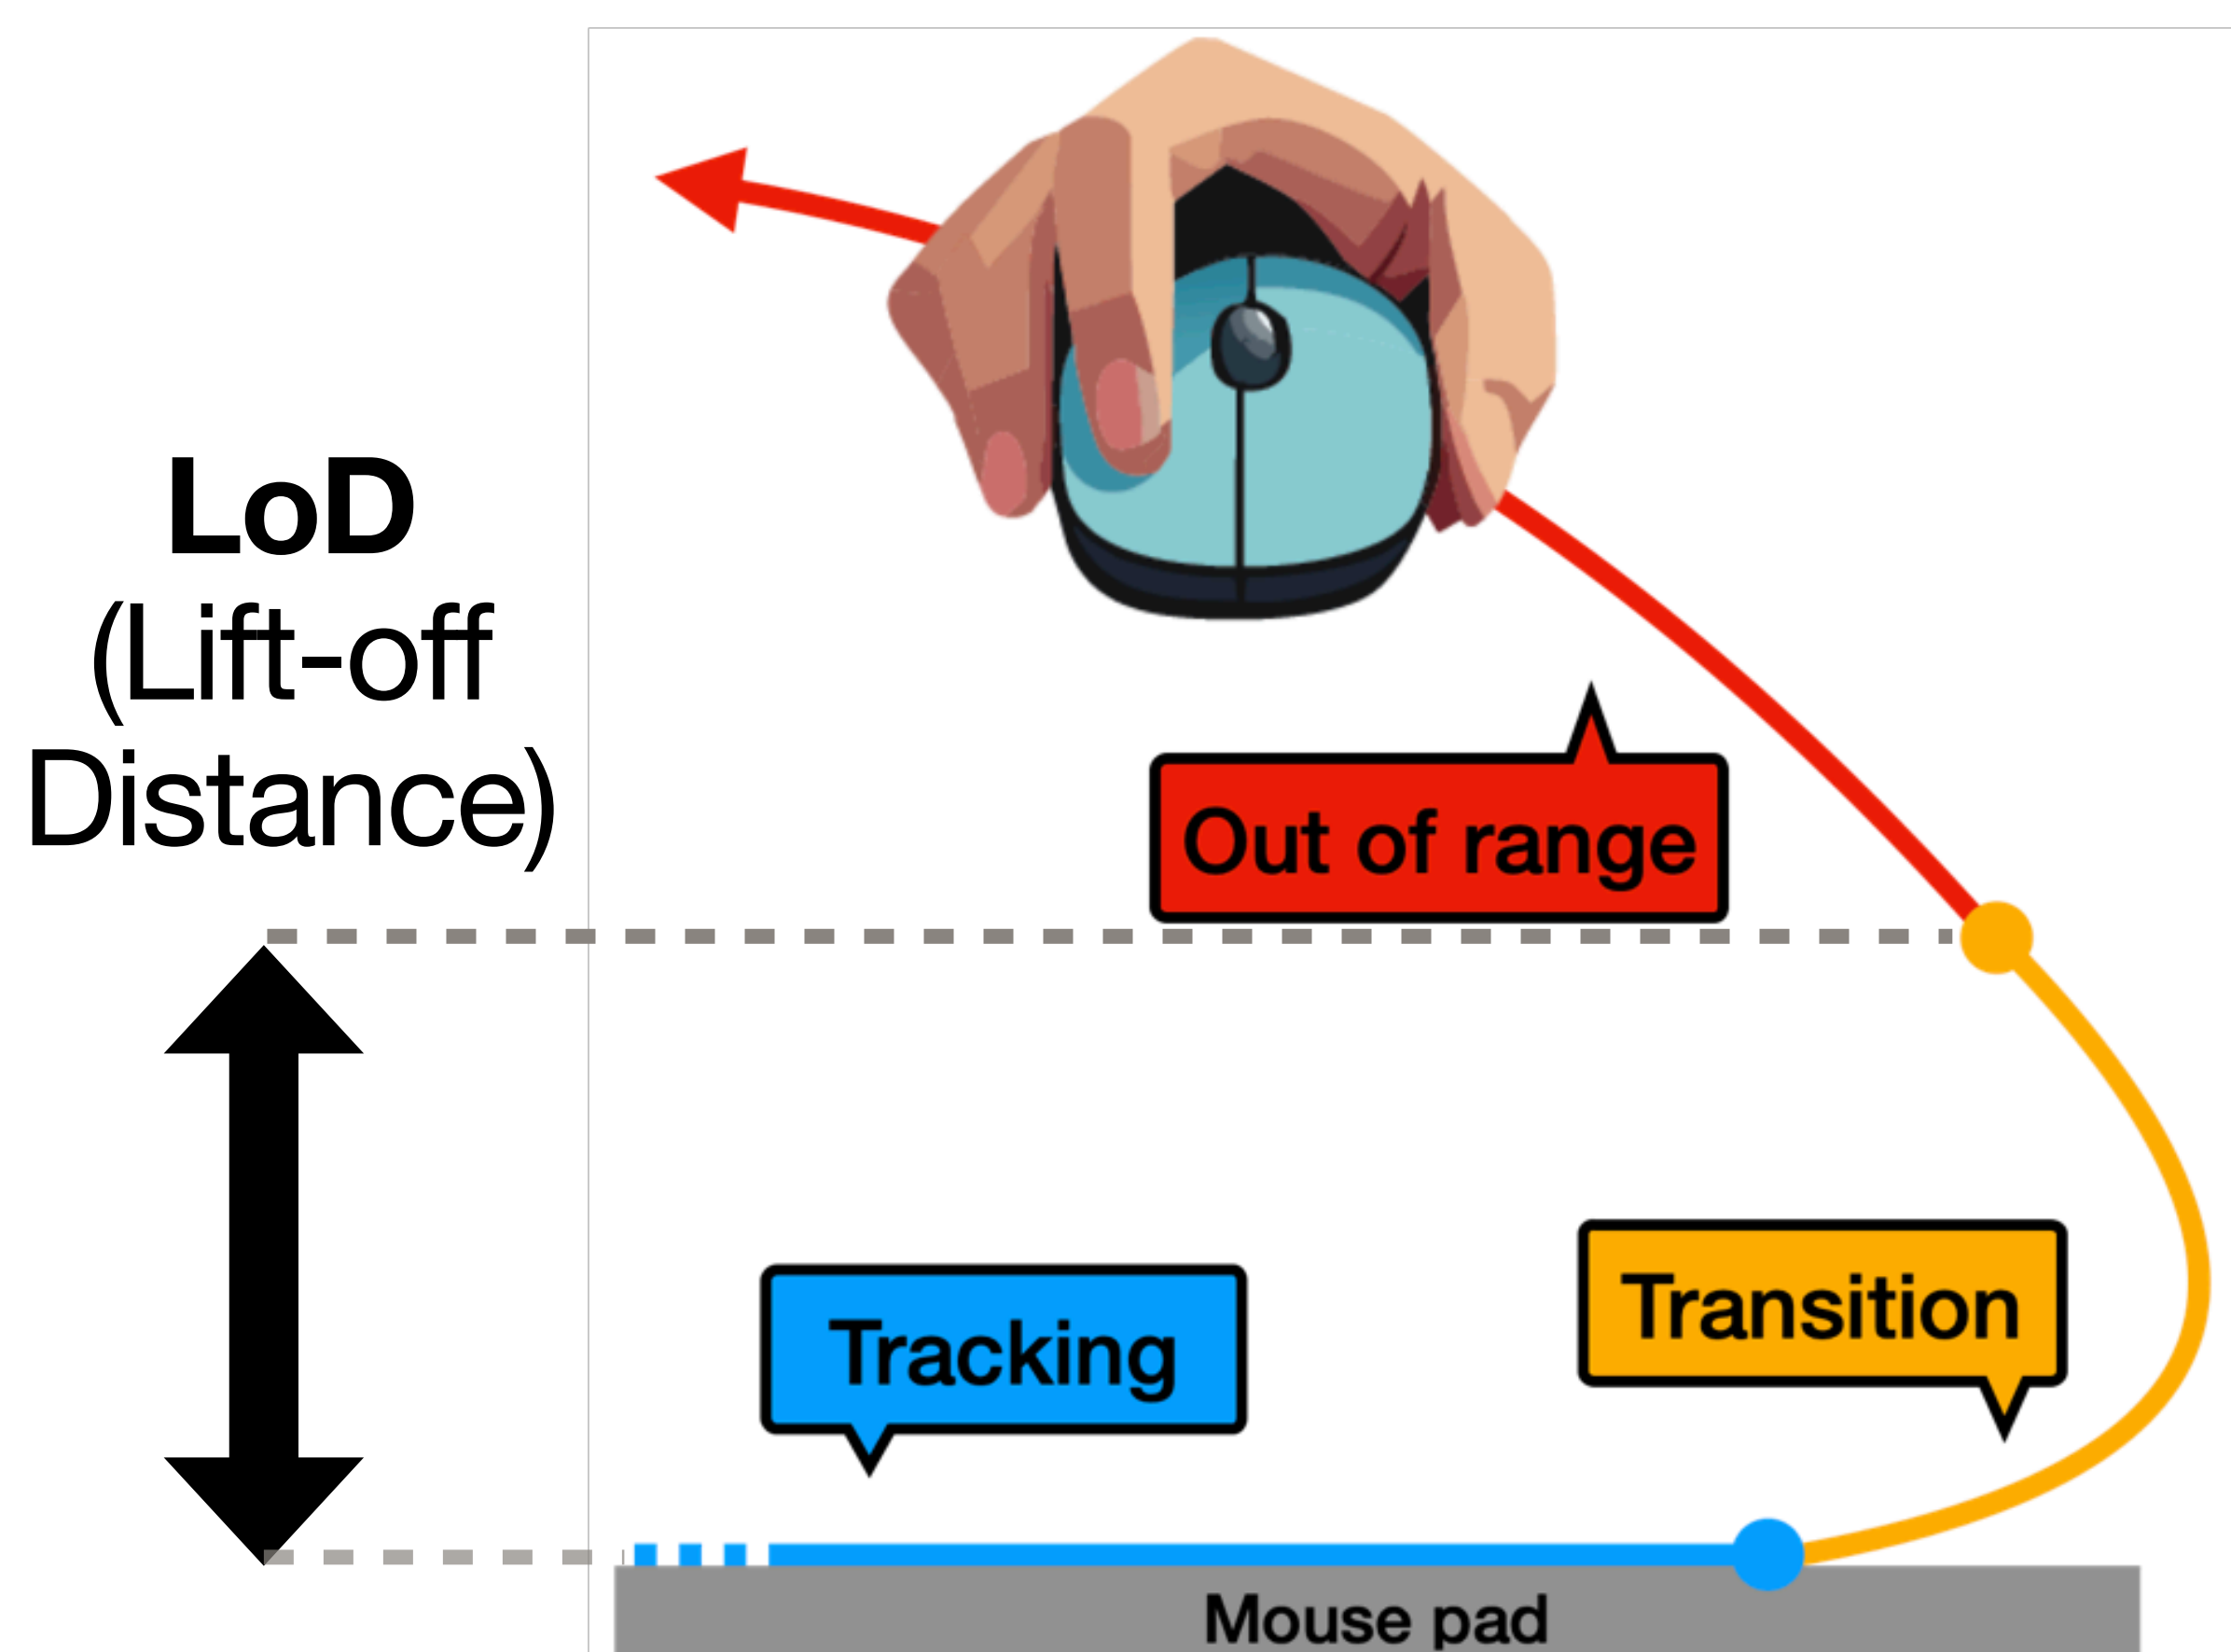 LoD
(Lift-off
Distance)
Out of range
Transition
Tracking
Mouse pad